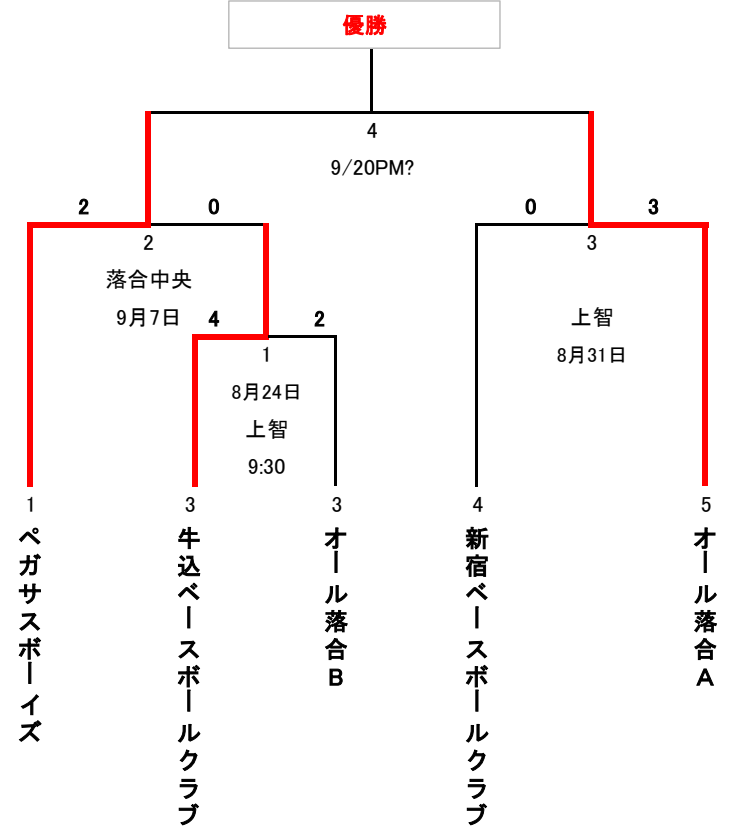 優勝
4
9/20PM?
2
0
0
3
2
3
落合中央
9月7日
上智
8月31日
4
2
1
8月24日
上智
9:30
1
3
3
4
5
ペガサスボーイズ
牛込ベースボールクラブ
オール落合B
新宿ベースボールクラブ
オール落合A